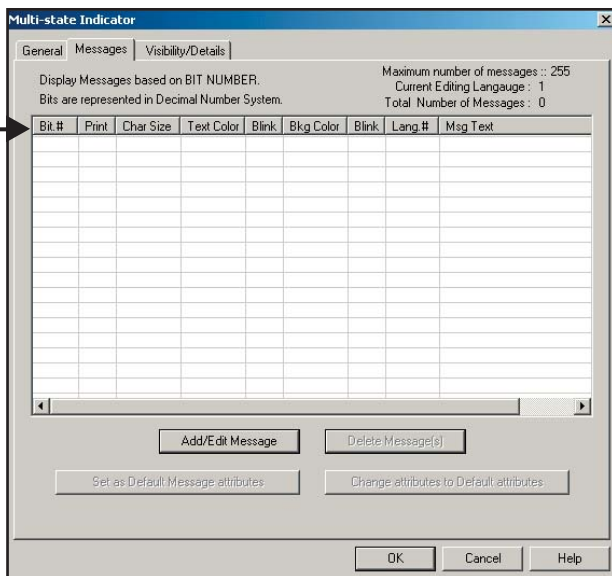 Multi-state Indicator
General Messages Visibility/Details
Display Messages based on BIT NUMBER.
Bits are represented in Decimal Number System.
Maximum number of messages :: 255
Current Editing Langauge : 1
Total Number of Messages : 0
Bit.# Print Char Size Text Color Blink Bkg Color Blink Lang.# Msg Text
Add/Edit Message Delete Message(s)
Set as Default Message attributes Change attributes to Default attributes
OK Cancel Help